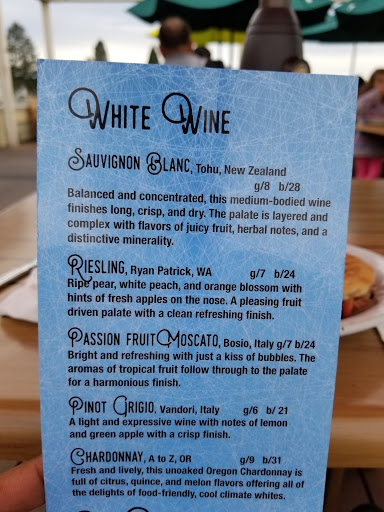 White Wine
Sauvignon Blanc, Tohu, New Zealand
g/8 b/28
Balanced and concentrated, this medium-bodied wine
finishes long, crisp, and dry. The palate is layered and
complex with flavors of juicy fruit, herbal notes, and a
distinctive minerality.
Riesling, Ryan Patrick, WA g/7 b/24
Ripe pear, white peach, and orange blossom with
hints of fresh apples on the nose. A pleasing fruit
driven palate with a clean refreshing finish.
Passion fruit Moscato, Bosio, Italy g/7 b/24
Bright and refreshing with just a kiss of bubbles. The
aromas of tropical fruit follow through to the palate
for a harmonious finish.
Pinot Grigio, Vandori, Italy g/6 b/ 21
A light and expressive wine with notes of lemon
and green apple with a crisp finish.
Chardonnay, A to Z, OR g/9 b/31
Fresh and lively, this unoaked Oregon Chardonnay is
full of citrus, quince, and melon flavors offering all of
the delights of food-friendly, cool climate whites.